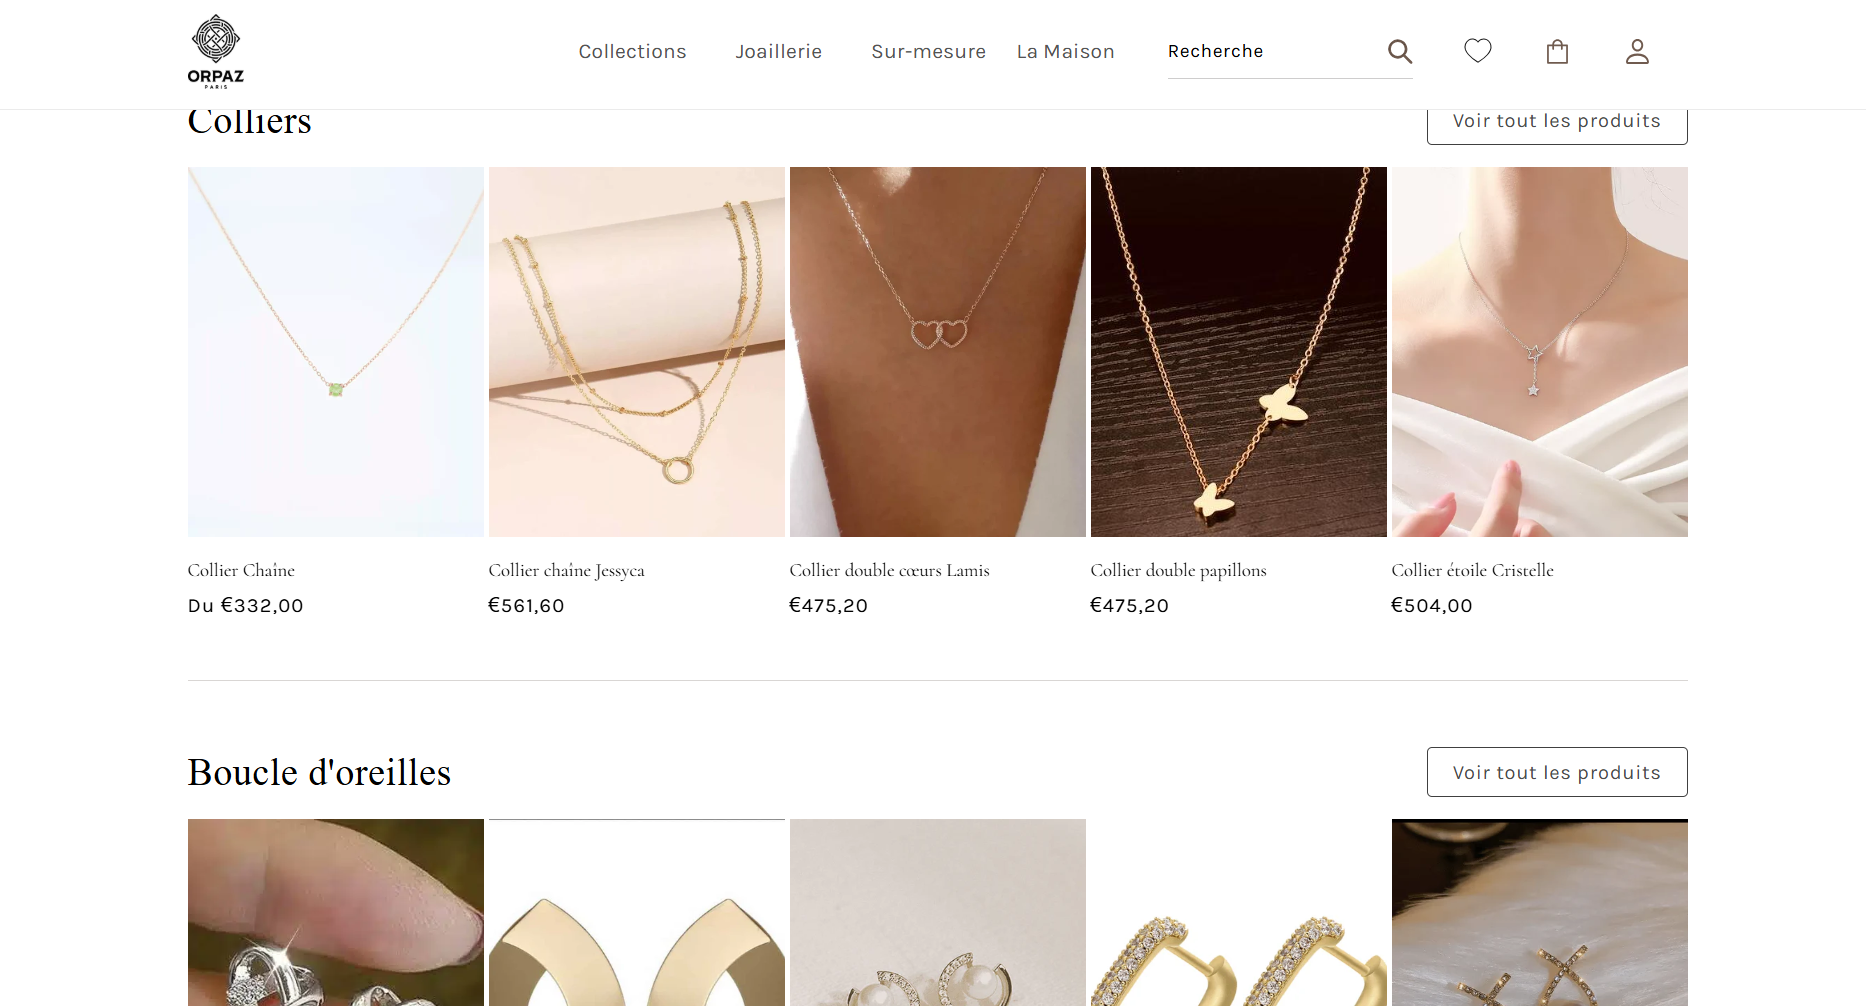 ORPAZ
PARIS
Collections
Joaillerie
Sur-mesure
La Maison
Recherche
Colliers
Voir tout les produits
Collier Chaîne
Du €332,00
Collier chaîne Jessyca
€561,60
Collier double cœurs Lamis
€475,20
Collier double papillons
€475,20
Collier étoile Cristelle
€504,00
Boucle d'oreilles
Voir tout les produits